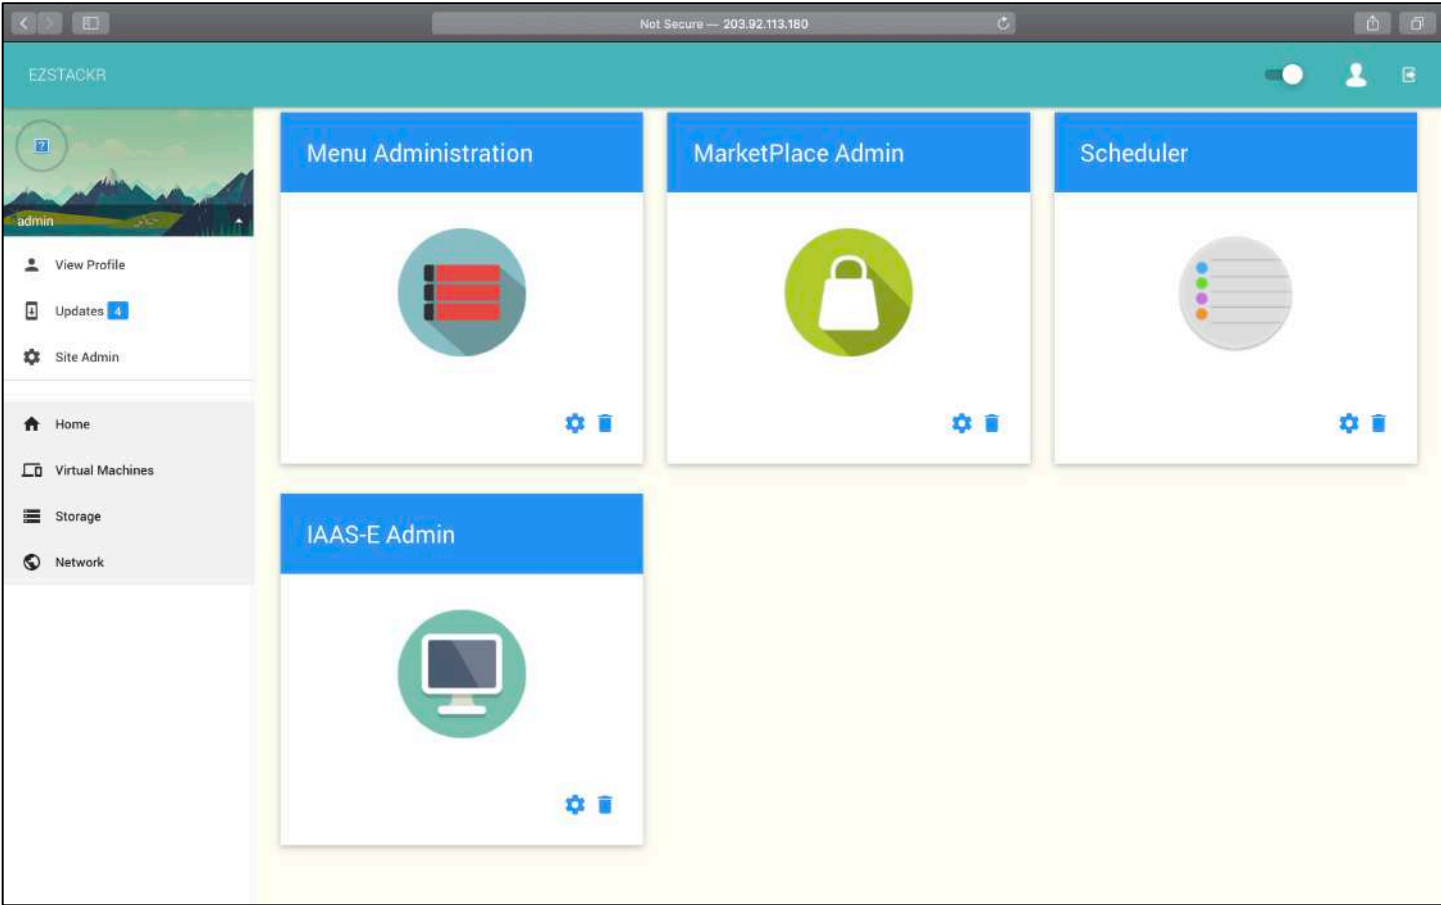 Not Secure — 203.92.113.180
EZSTACKR
admin
View Profile
Updates 4
Site Admin
Home
Virtual Machines
Storage
Network
Menu Administration
MarketPlace Admin
Scheduler
IAAS-E Admin